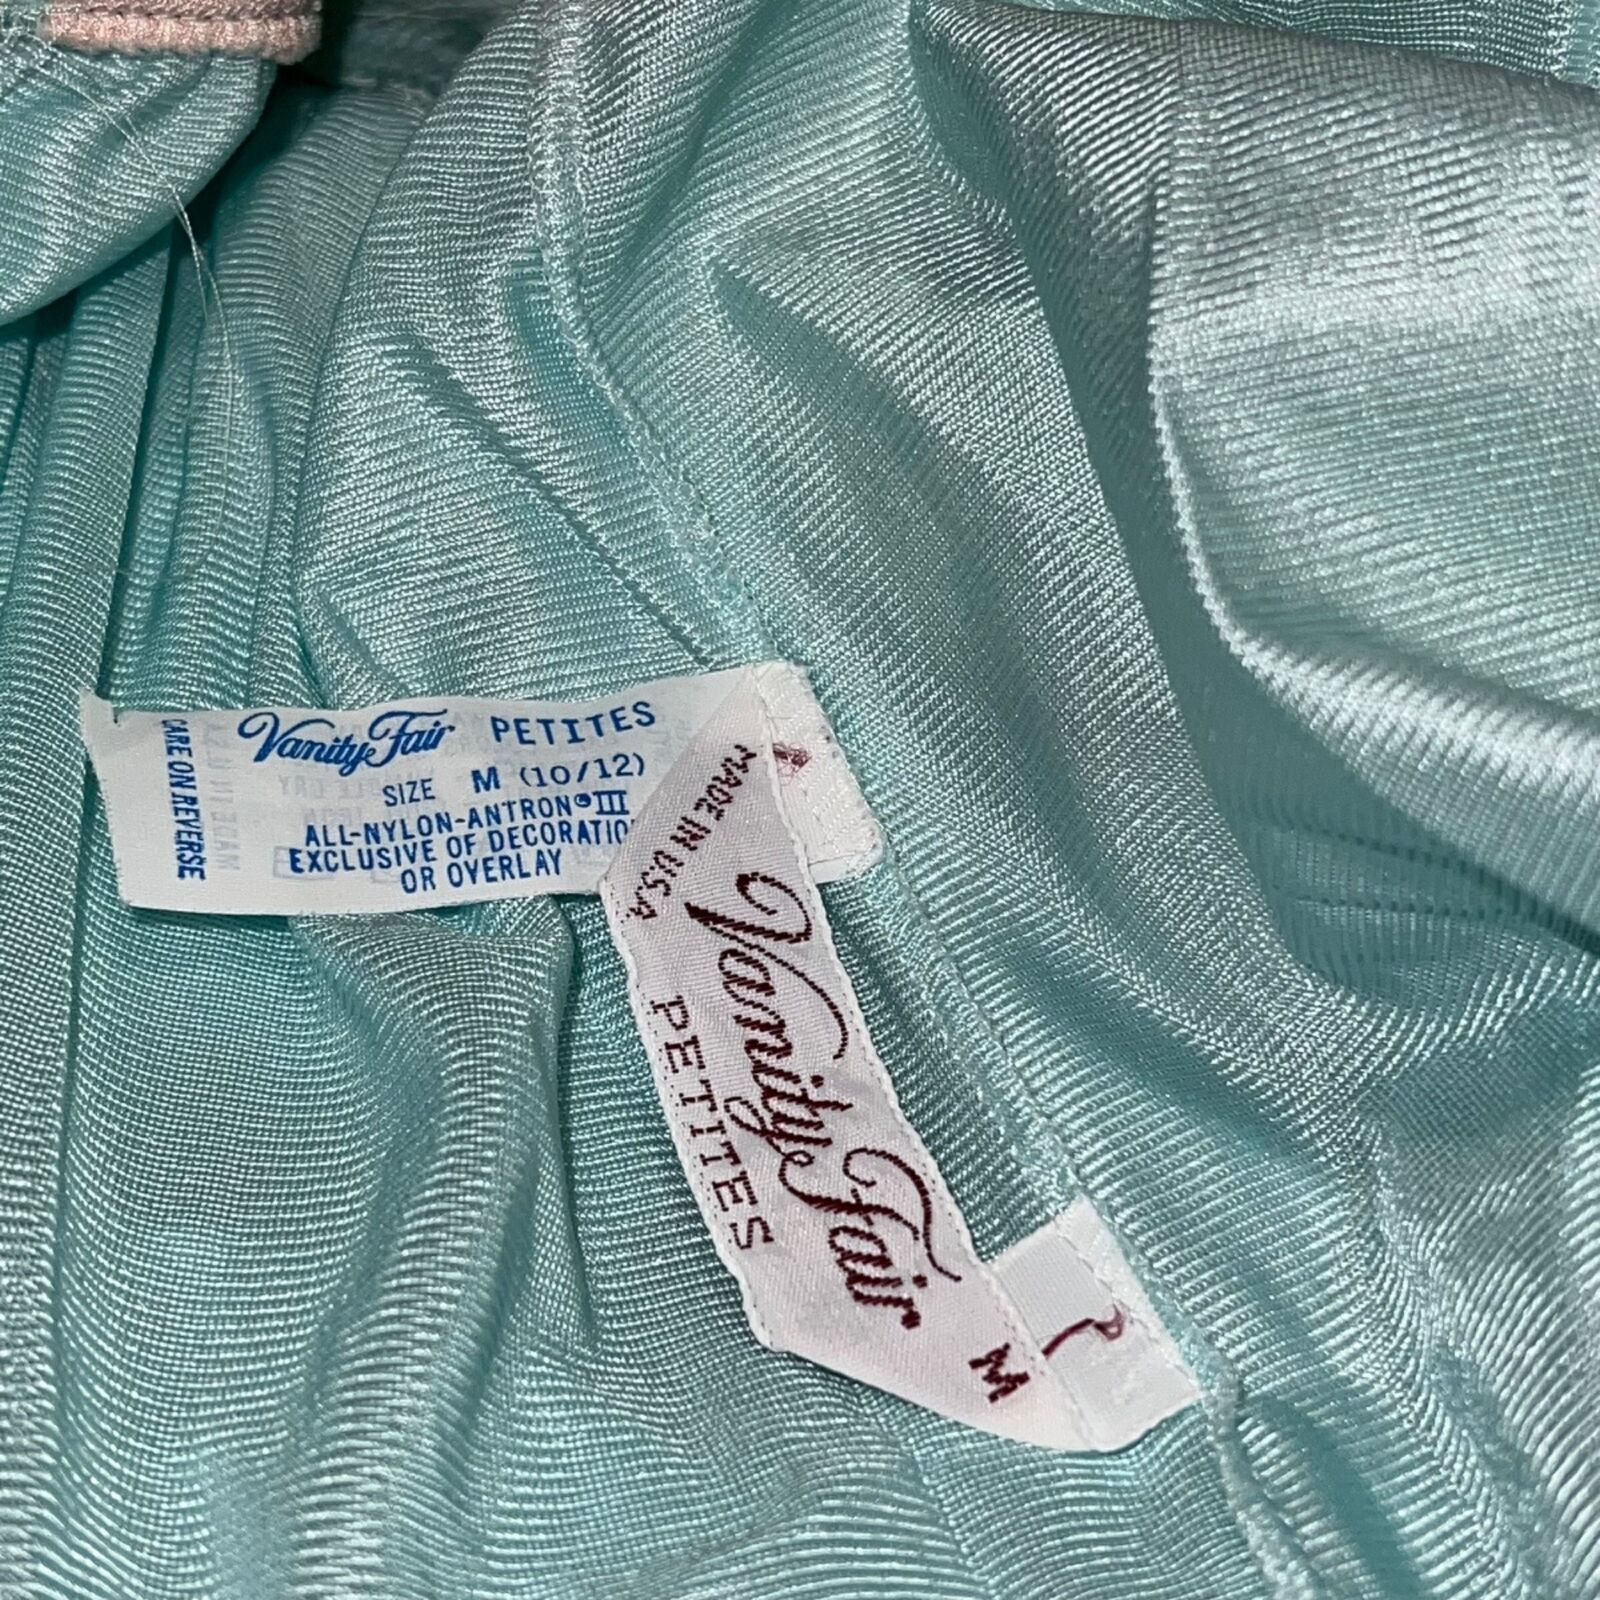 Vanity Fair PETITES
SIZE M (10/12)
ALL-NYLON-ANTRON® III
EXCLUSIVE OF DECORATIO
OR OVERLAY
CARE ON REVERSE
MADE IN U.S.A.
Vanity Fair
PETITES
M